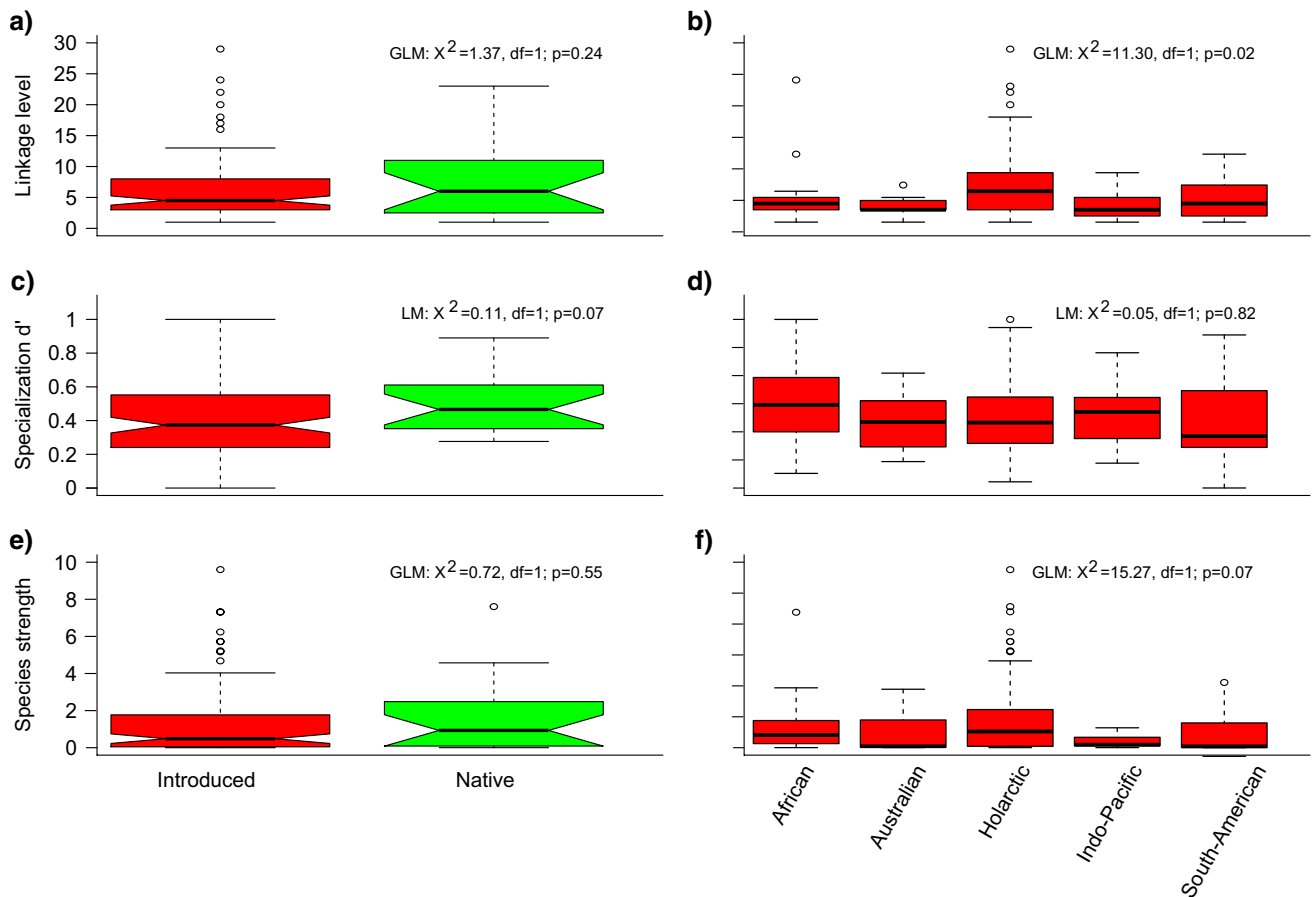 a)
30
25
20
15
10
5
0
Linkage level
GLM: X²=1.37, df=1; p=0.24
b)
GLM: X²=11.30, df=1; p=0.02
c)
1
0.8
0.6
0.4
0.2
0
Specialization d'
LM: X²=0.11, df=1; p=0.07
d)
LM: X²=0.05, df=1; p=0.82
e)
10
8
6
4
2
0
Species strength
GLM: X²=0.72, df=1; p=0.55
Introduced
Native
f)
GLM: X²=15.27, df=1; p=0.07
African
Australian
Holarctic
Indo-Pacific
South-American